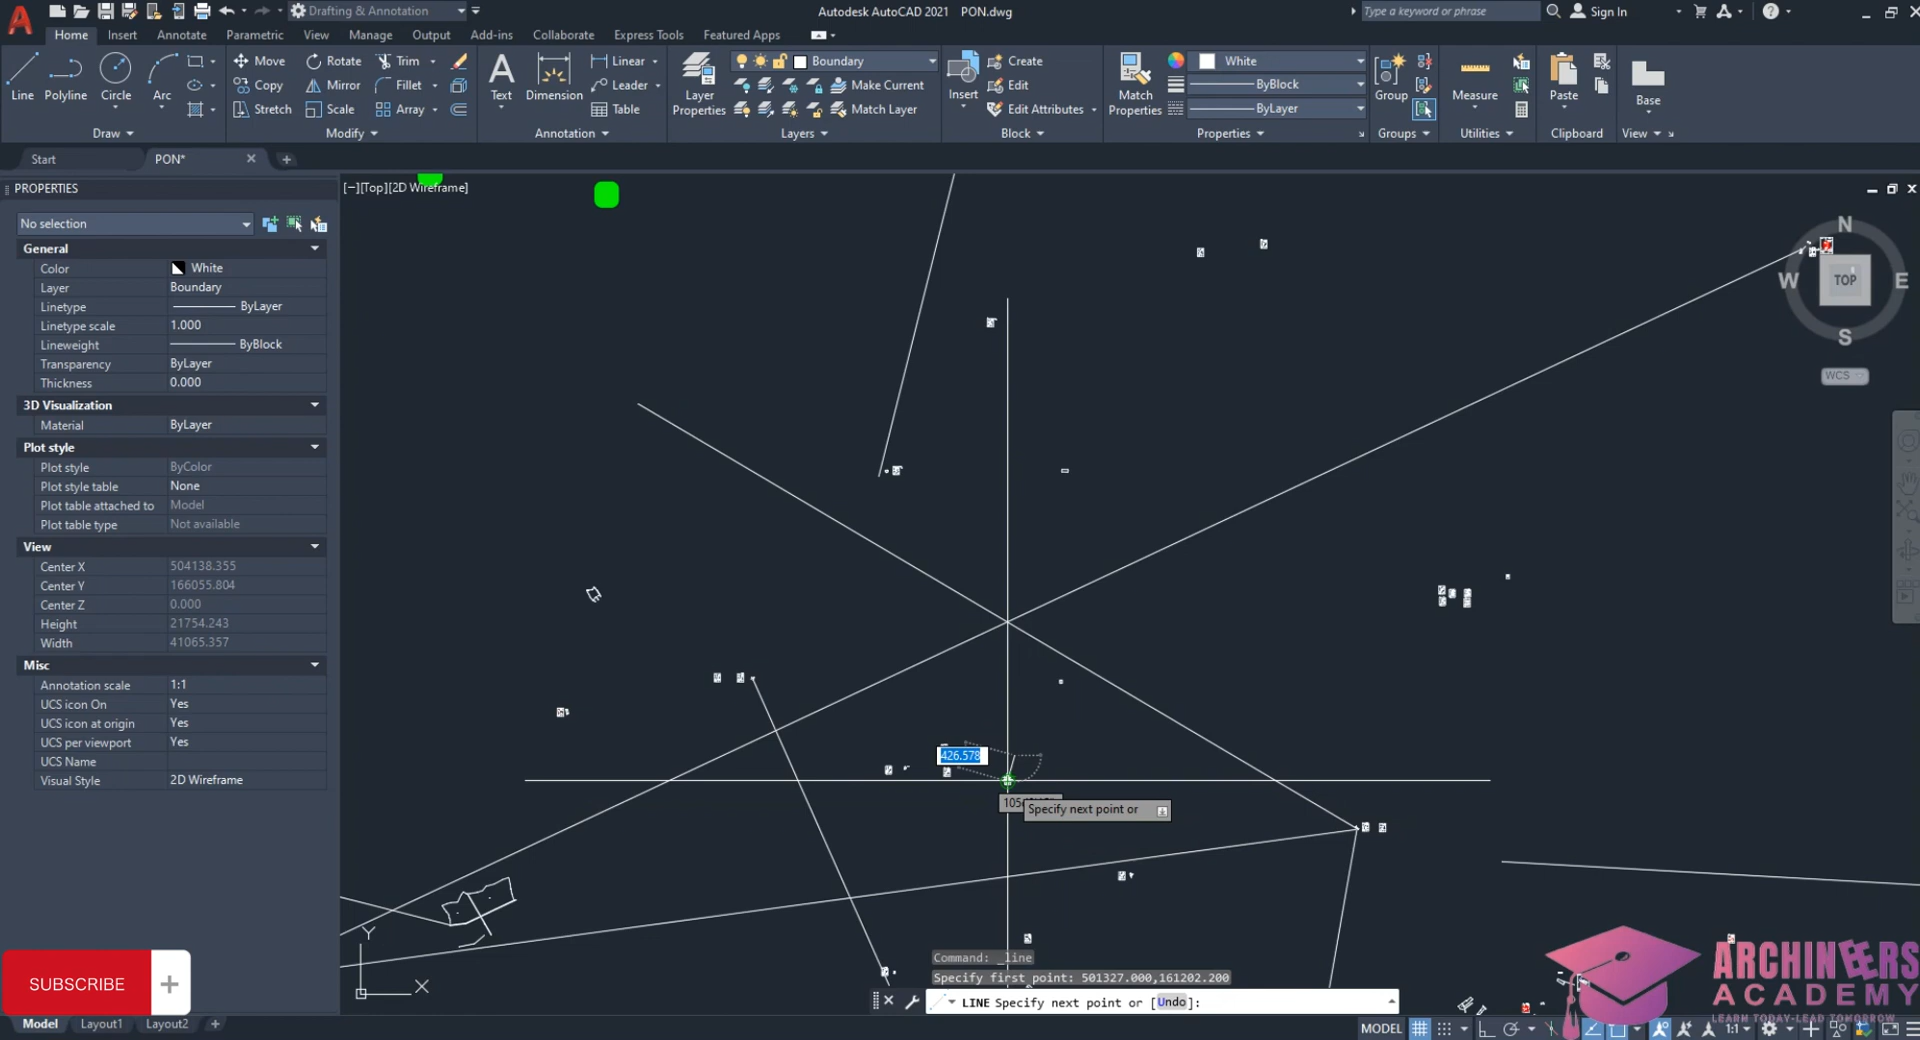 Drafting & Annotation
Autodesk AutoCAD 2021 PON.dwg
Type a keyword or phrase
Sign In
Home Insert Annotate Parametric View Manage Output Add-ins Collaborate Express Tools Featured Apps
Line Polyline Circle Arc
Move Rotate Trim
Copy Mirror Fillet
Stretch Scale Array
Text Dimension
Linear
Leader
Table
Layer Properties
Boundary
Make Current
Match Layer
Insert
Create
Edit
Edit Attributes
Match Properties
White
ByBlock
ByLayer
Group
Measure
Paste
Base
Draw Modify Annotation Layers Block Properties Groups Utilities Clipboard View
Start PON*
PROPERTIES
[−][Top][2D Wireframe]
No selection
General
Color White
Layer Boundary
Linetype ByLayer
Linetype scale 1.000
Lineweight ByBlock
Transparency ByLayer
Thickness 0.000
3D Visualization
Material ByLayer
Plot style
Plot style ByColor
Plot style table None
Plot table attached to Model
Plot table type Not available
View
Center X 504138.355
Center Y 166055.804
Center Z 0.000
Height 21754.243
Width 41065.357
Misc
Annotation scale 1:1
UCS icon On Yes
UCS icon at origin Yes
UCS per viewport Yes
UCS Name
Visual Style 2D Wireframe
N
W TOP E
S
WCS
426.578
Specify next point or
Y
X
SUBSCRIBE +
Command: _line
Specify first point: 501327.000,161202.200
LINE Specify next point or [Undo]:
ARCHINEERS
ACADEMY
LEARN TODAY-LEAD TOMORROW
Model Layout1 Layout2 +
MODEL
1:1